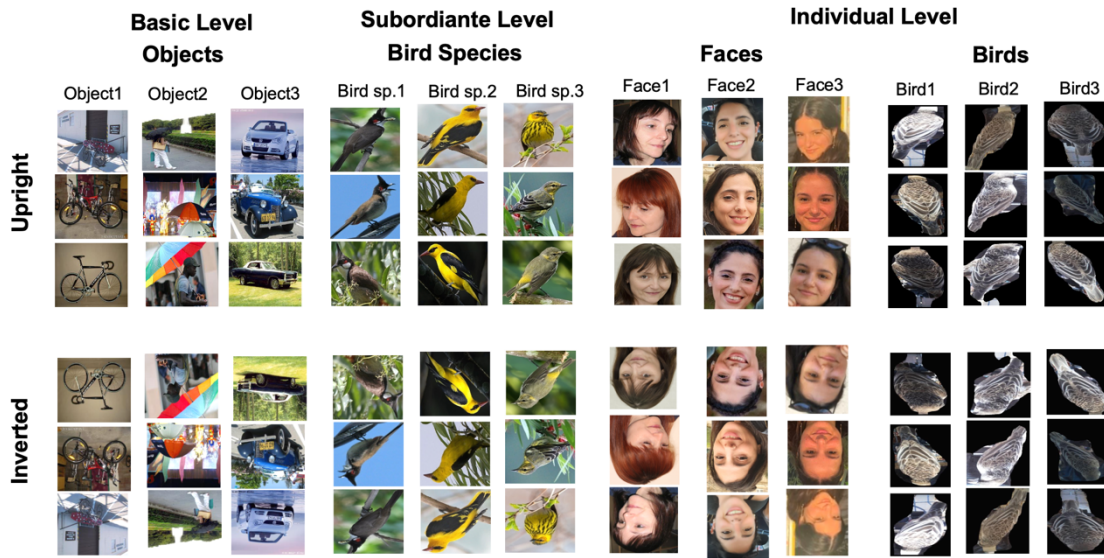 Basic Level
Objects
Subordiante Level
Bird Species
Individual Level
Faces
Birds
Object1 Object2 Object3
Bird sp.1 Bird sp.2 Bird sp.3
Face1 Face2 Face3
Bird1 Bird2 Bird3
Upright
Inverted